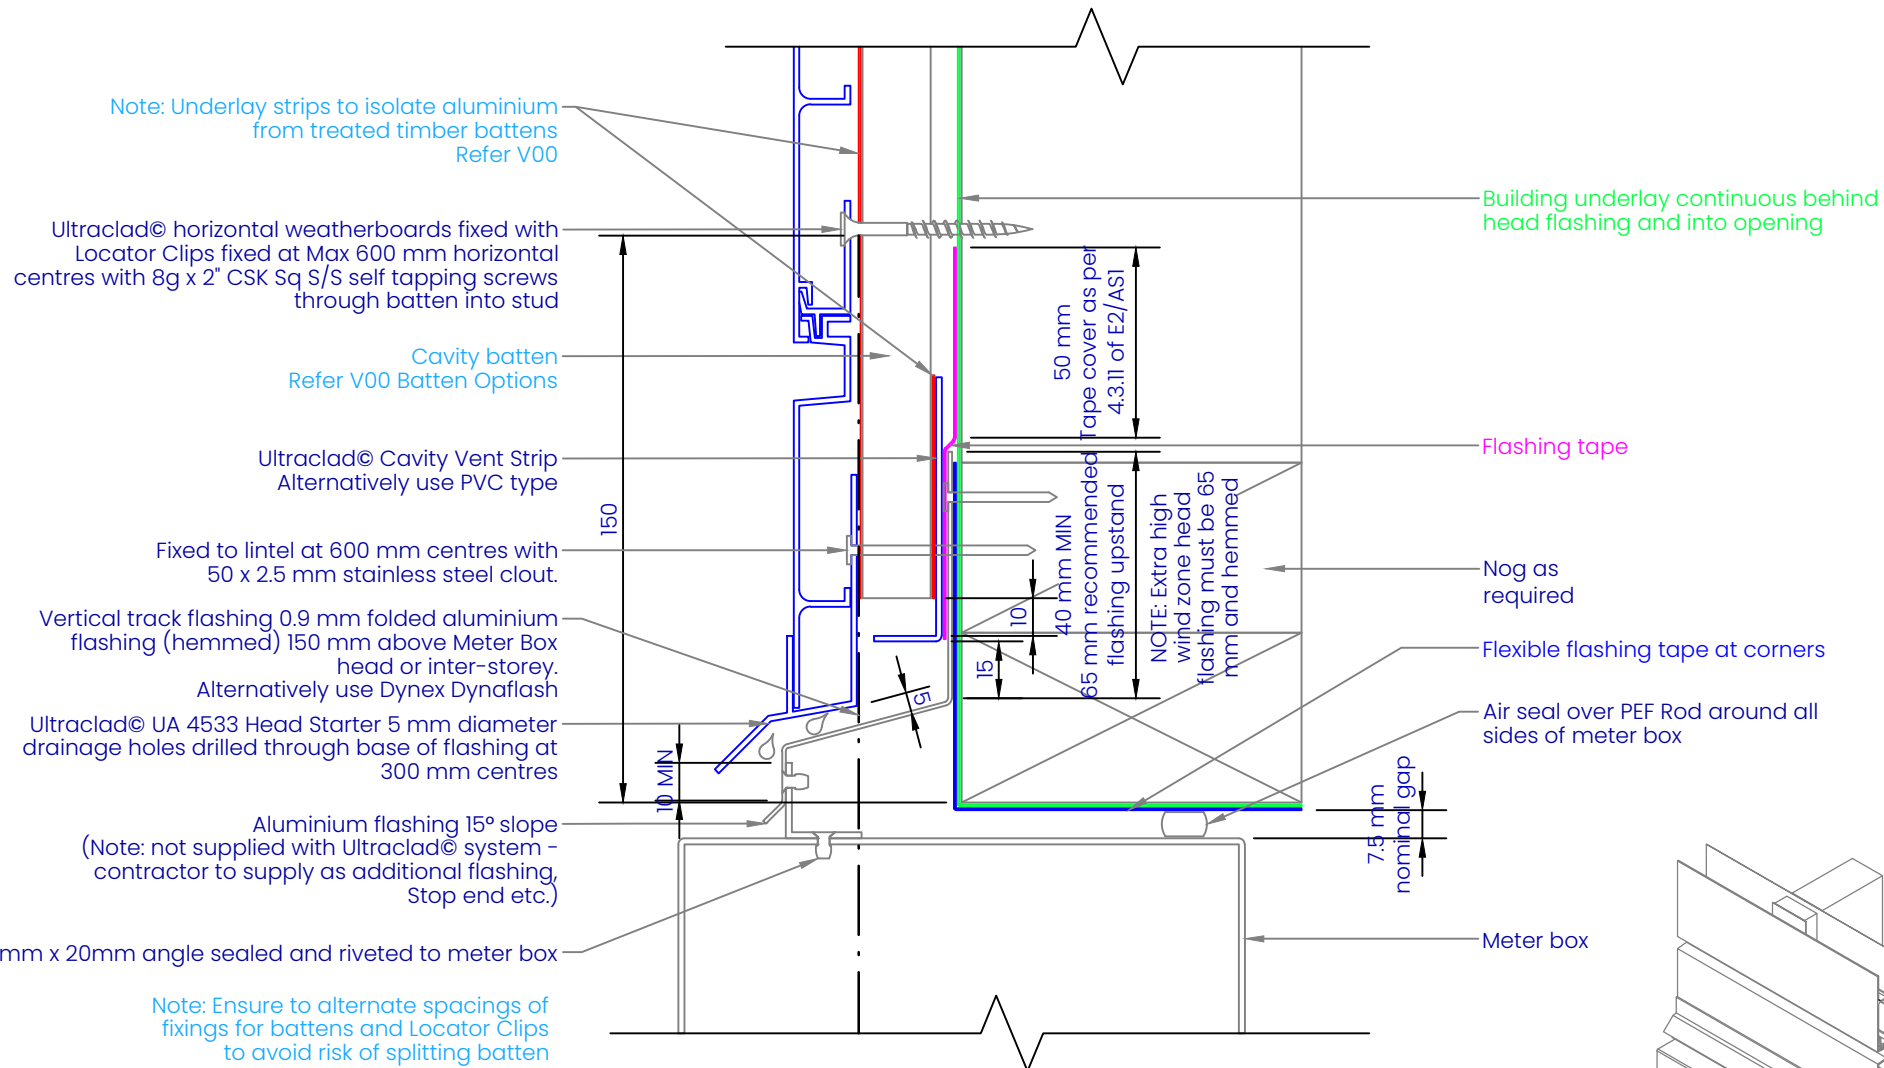 Note: Underlay strips to isolate aluminium
from treated timber battens
Refer V00
Ultraclad© horizontal weatherboards fixed with
Locator Clips fixed at Max 600 mm horizontal
centres with 8g x 2" CSK Sq S/S self tapping screws
through batten into stud
Cavity batten
Refer V00 Batten Options
Ultraclad© Cavity Vent Strip
Alternatively use PVC type
Fixed to lintel at 600 mm centres with
50 x 2.5 mm stainless steel clout.
Vertical track flashing 0.9 mm folded aluminium
flashing (hemmed) 150 mm above Meter Box
head or inter-storey.
Alternatively use Dynex Dynaflash
Ultraclad© UA 4533 Head Starter 5 mm diameter
drainage holes drilled through base of flashing at
300 mm centres
Aluminium flashing 15° slope
(Note: not supplied with Ultraclad© system -
contractor to supply as additional flashing,
Stop end etc.)
mm x 20mm angle sealed and riveted to meter box
Note: Ensure to alternate spacings of
fixings for battens and Locator Clips
to avoid risk of splitting batten
150
10 MIN
5
15
10
50 mm
Tape cover as per
4.3.11 of E2/AS1
40 mm MIN
65 mm recommended
flashing upstand
NOTE: Extra high
wind zone head
flashing must be 65
mm and hemmed
7.5 mm
nominal gap
Building underlay continuous behind
head flashing and into opening
Flashing tape
Nog as
required
Flexible flashing tape at corners
Air seal over PEF Rod around all
sides of meter box
Meter box